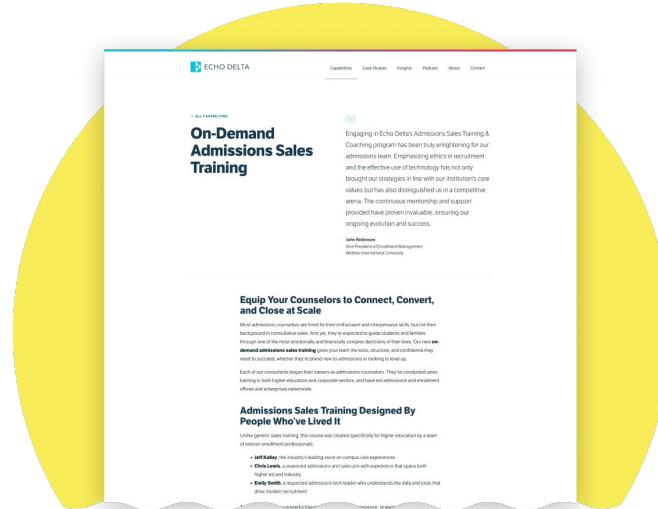 ECHO DELTA
Capabilities Case Studies Insights Podcast About Contact
‹ ALL CAPABILITIES
On-Demand
Admissions Sales
Training
Engaging in Echo Delta's Admissions Sales Training &
Coaching program has been truly enlightening for our
admissions team. Emphasizing ethics in recruitment
and the effective use of technology has not only
brought our strategies in line with our institution's core
values but has also distinguished us in a competitive
arena. The continuous mentorship and support
provided have proven invaluable, ensuring our
ongoing evolution and success.
John Robinson
Vice President of Enrollment Management
Webber International University
Equip Your Counselors to Connect, Convert,
and Close at Scale
Most admissions counselors are hired for their enthusiasm and interpersonal skills, but not their
background in consultative sales. And yet, they're expected to guide students and families
through one of the most emotionally and financially complex decisions of their lives. Our new on-
demand admissions sales training gives your team the tools, structure, and confidence they
need to succeed, whether they're brand-new to admissions or looking to level up.
Each of our consultants began their careers as admissions counselors. They've conducted sales
training in both higher education and corporate sectors, and have led admissions and enrollment
offices and enterprises nationwide.
Admissions Sales Training Designed By
People Who've Lived It
Unlike generic sales training, this course was created specifically for higher education by a team
of veteran enrollment professionals:
• Jeff Kallay, the industry's leading voice on campus visit experiences
• Chris Lewis, a seasoned admissions and sales pro with experience that spans both
higher ed and industry
• Emily Smith, a respected admissions tech leader who understands the data and tools that
drive modern recruitment
powerful